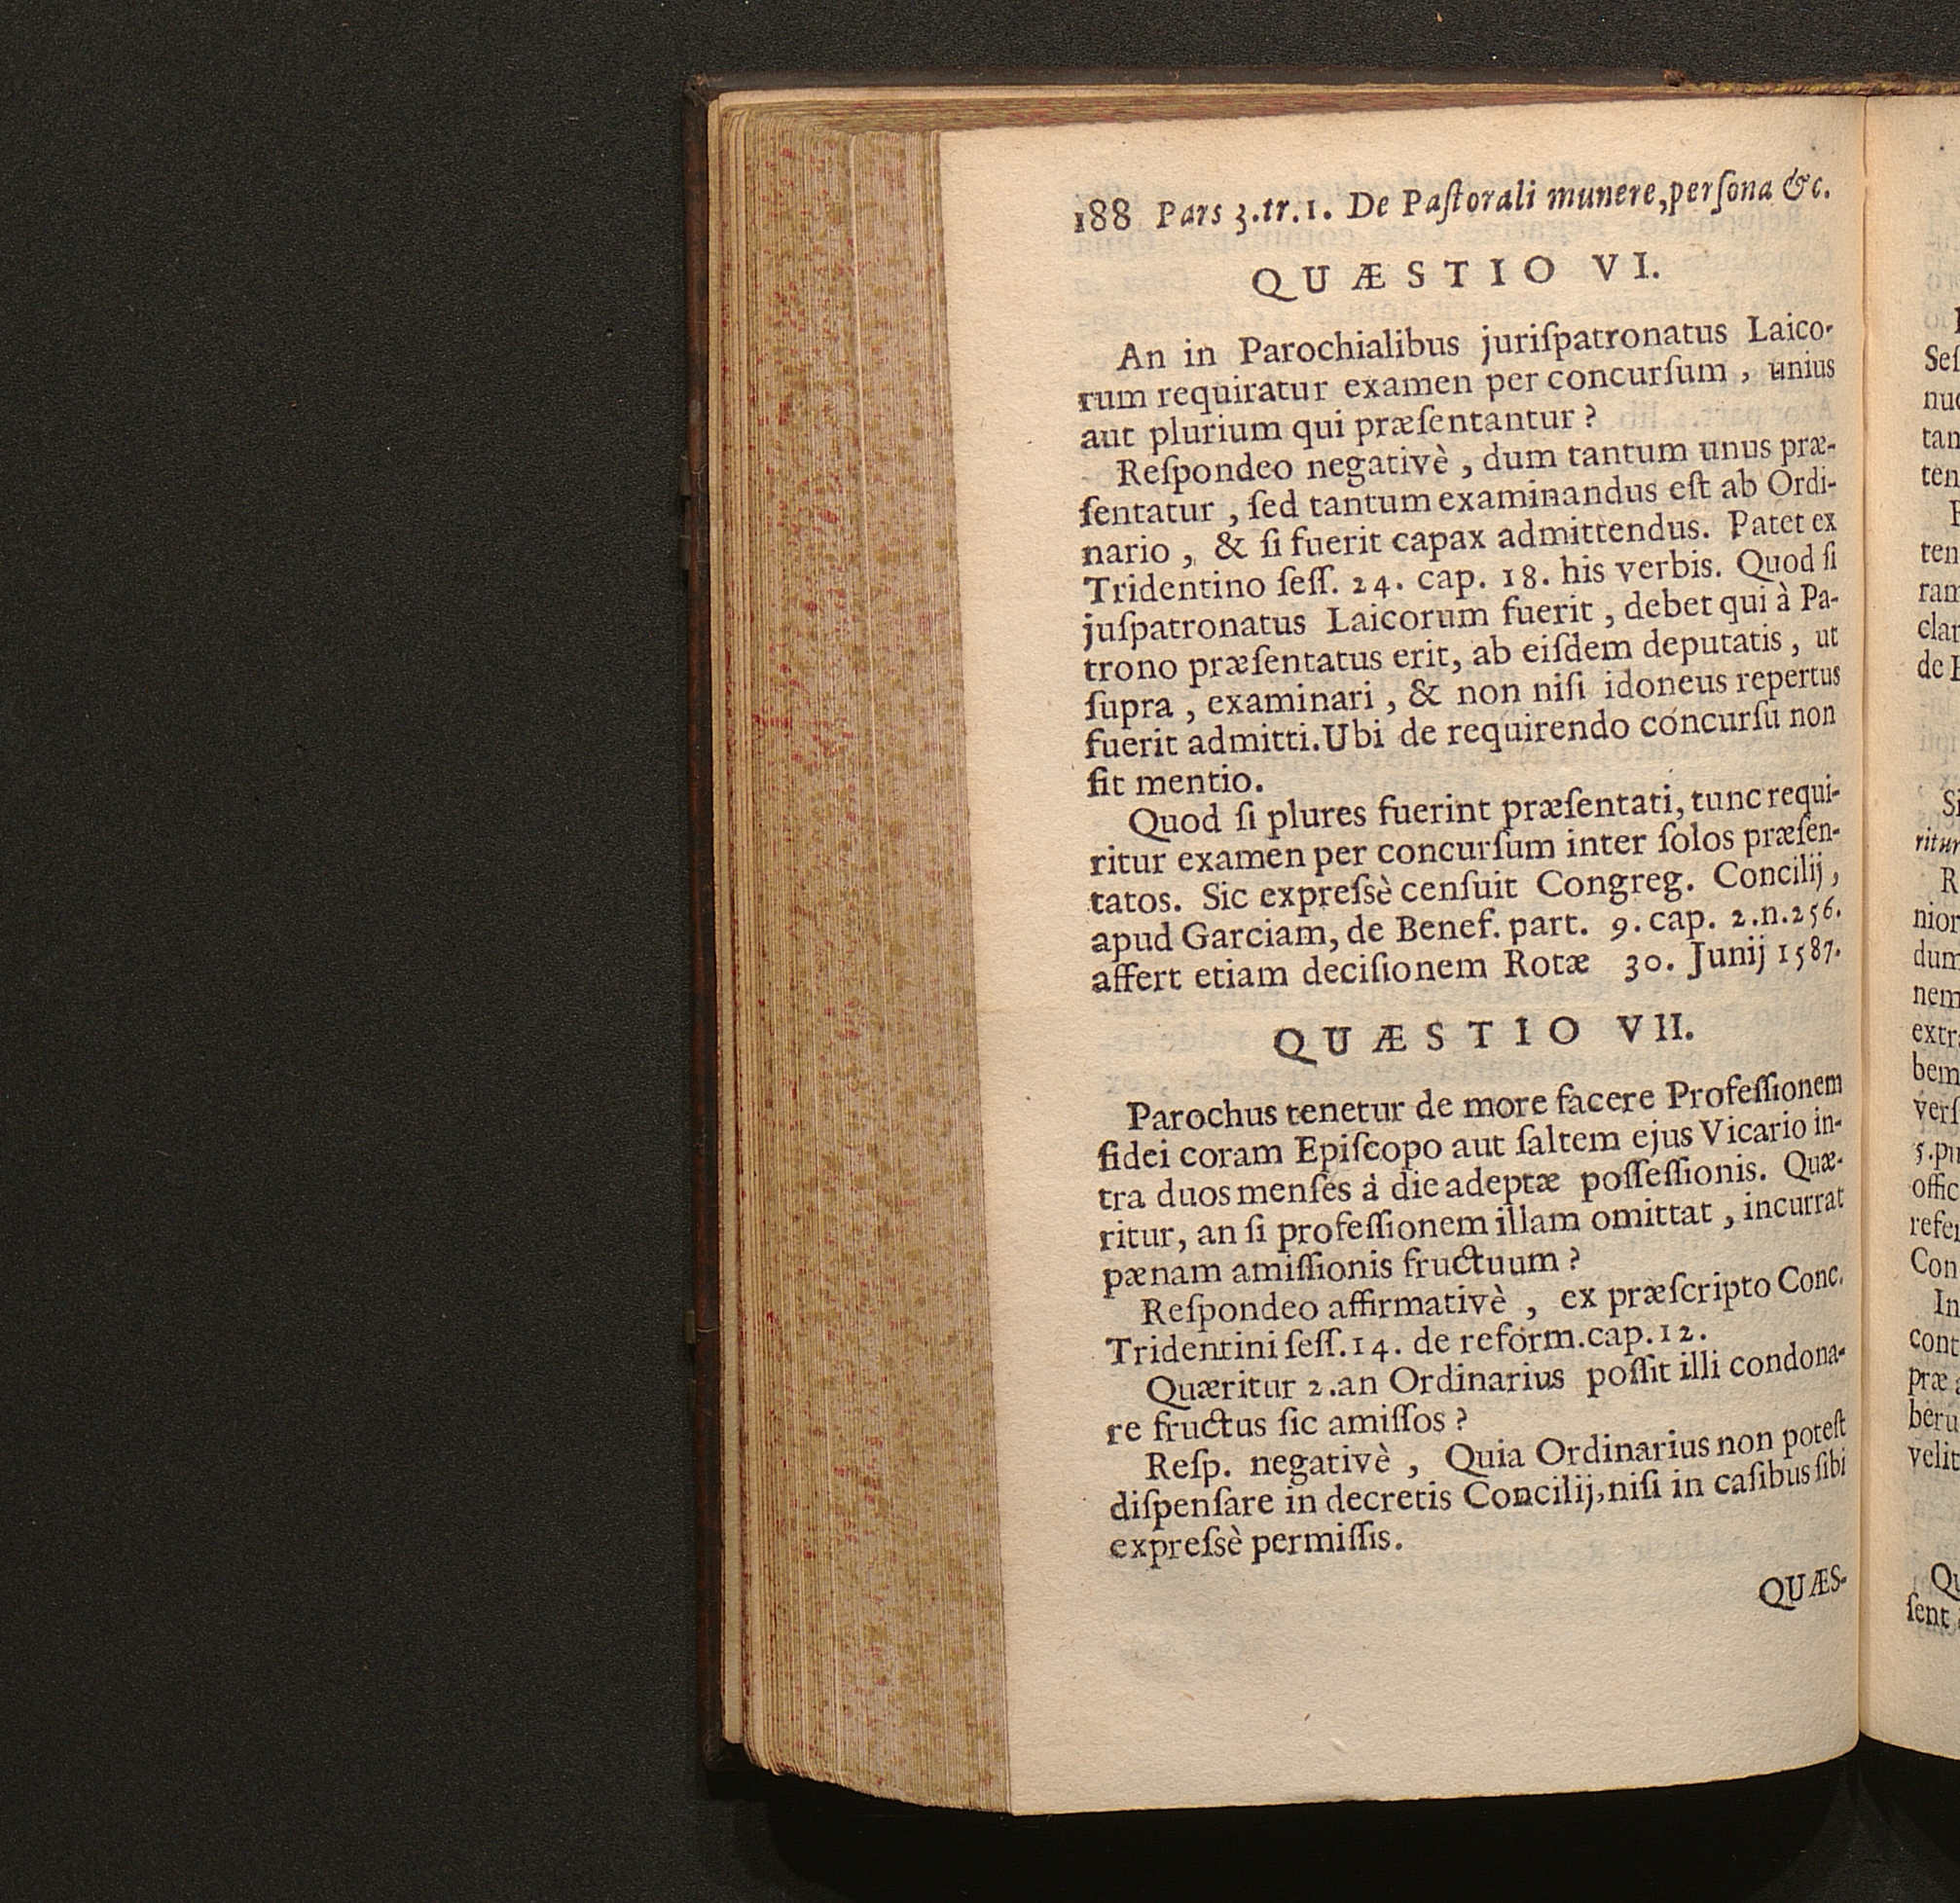 188 Pars 3.tr.1. De Paſtorali munere,perſona &c.
QUÆSTIO VI.
An in Parochialibus juriſpatronatus Laico-
rum requiratur examen per concurſum , unius
aut plurium qui præſentantur ?
Reſpondeo negativè , dum tantum unus præ-
ſentatur , ſed tantum examinandus eſt ab Ordi-
nario , & ſi fuerit capax admittendus. Patet ex
Tridentino ſeſſ. 24. cap. 18. his verbis. Quod ſi
juſpatronatus Laicorum fuerit , debet qui à Pa-
trono præſentatus erit, ab eiſdem deputatis , ut
ſupra , examinari , & non niſi idoneus repertus
fuerit admitti.Ubi de requirendo concurſu non
fit mentio.
Quod ſi plures fuerint præſentati, tunc requi-
ritur examen per concurſum inter ſolos præſen-
tatos. Sic expreſsè cenſuit Congreg. Concilij ,
apud Garciam, de Benef. part. 9. cap. 2.n.256.
affert etiam deciſionem Rotæ 30. Junij 1587.
QUÆSTIO VII.
Parochus tenetur de more facere Profeſſionem
fidei coram Epiſcopo aut ſaltem ejus Vicario in-
tra duos menſes à die adeptæ poſſeſſionis. Quæ-
ritur, an ſi profeſſionem illam omittat , incurrat
pænam amiſſionis fructuum ?
Reſpondeo affirmativè , ex præſcripto Conc.
Tridentini ſeſſ.14. de reform.cap.12.
Quæritur 2.an Ordinarius poſſit illi condona-
re fructus ſic amiſſos ?
Reſp. negativè , Quia Ordinarius non poteſt
diſpenſare in decretis Concilij,niſi in caſibus ſibi
expreſsè permiſſis.
QUÆS-